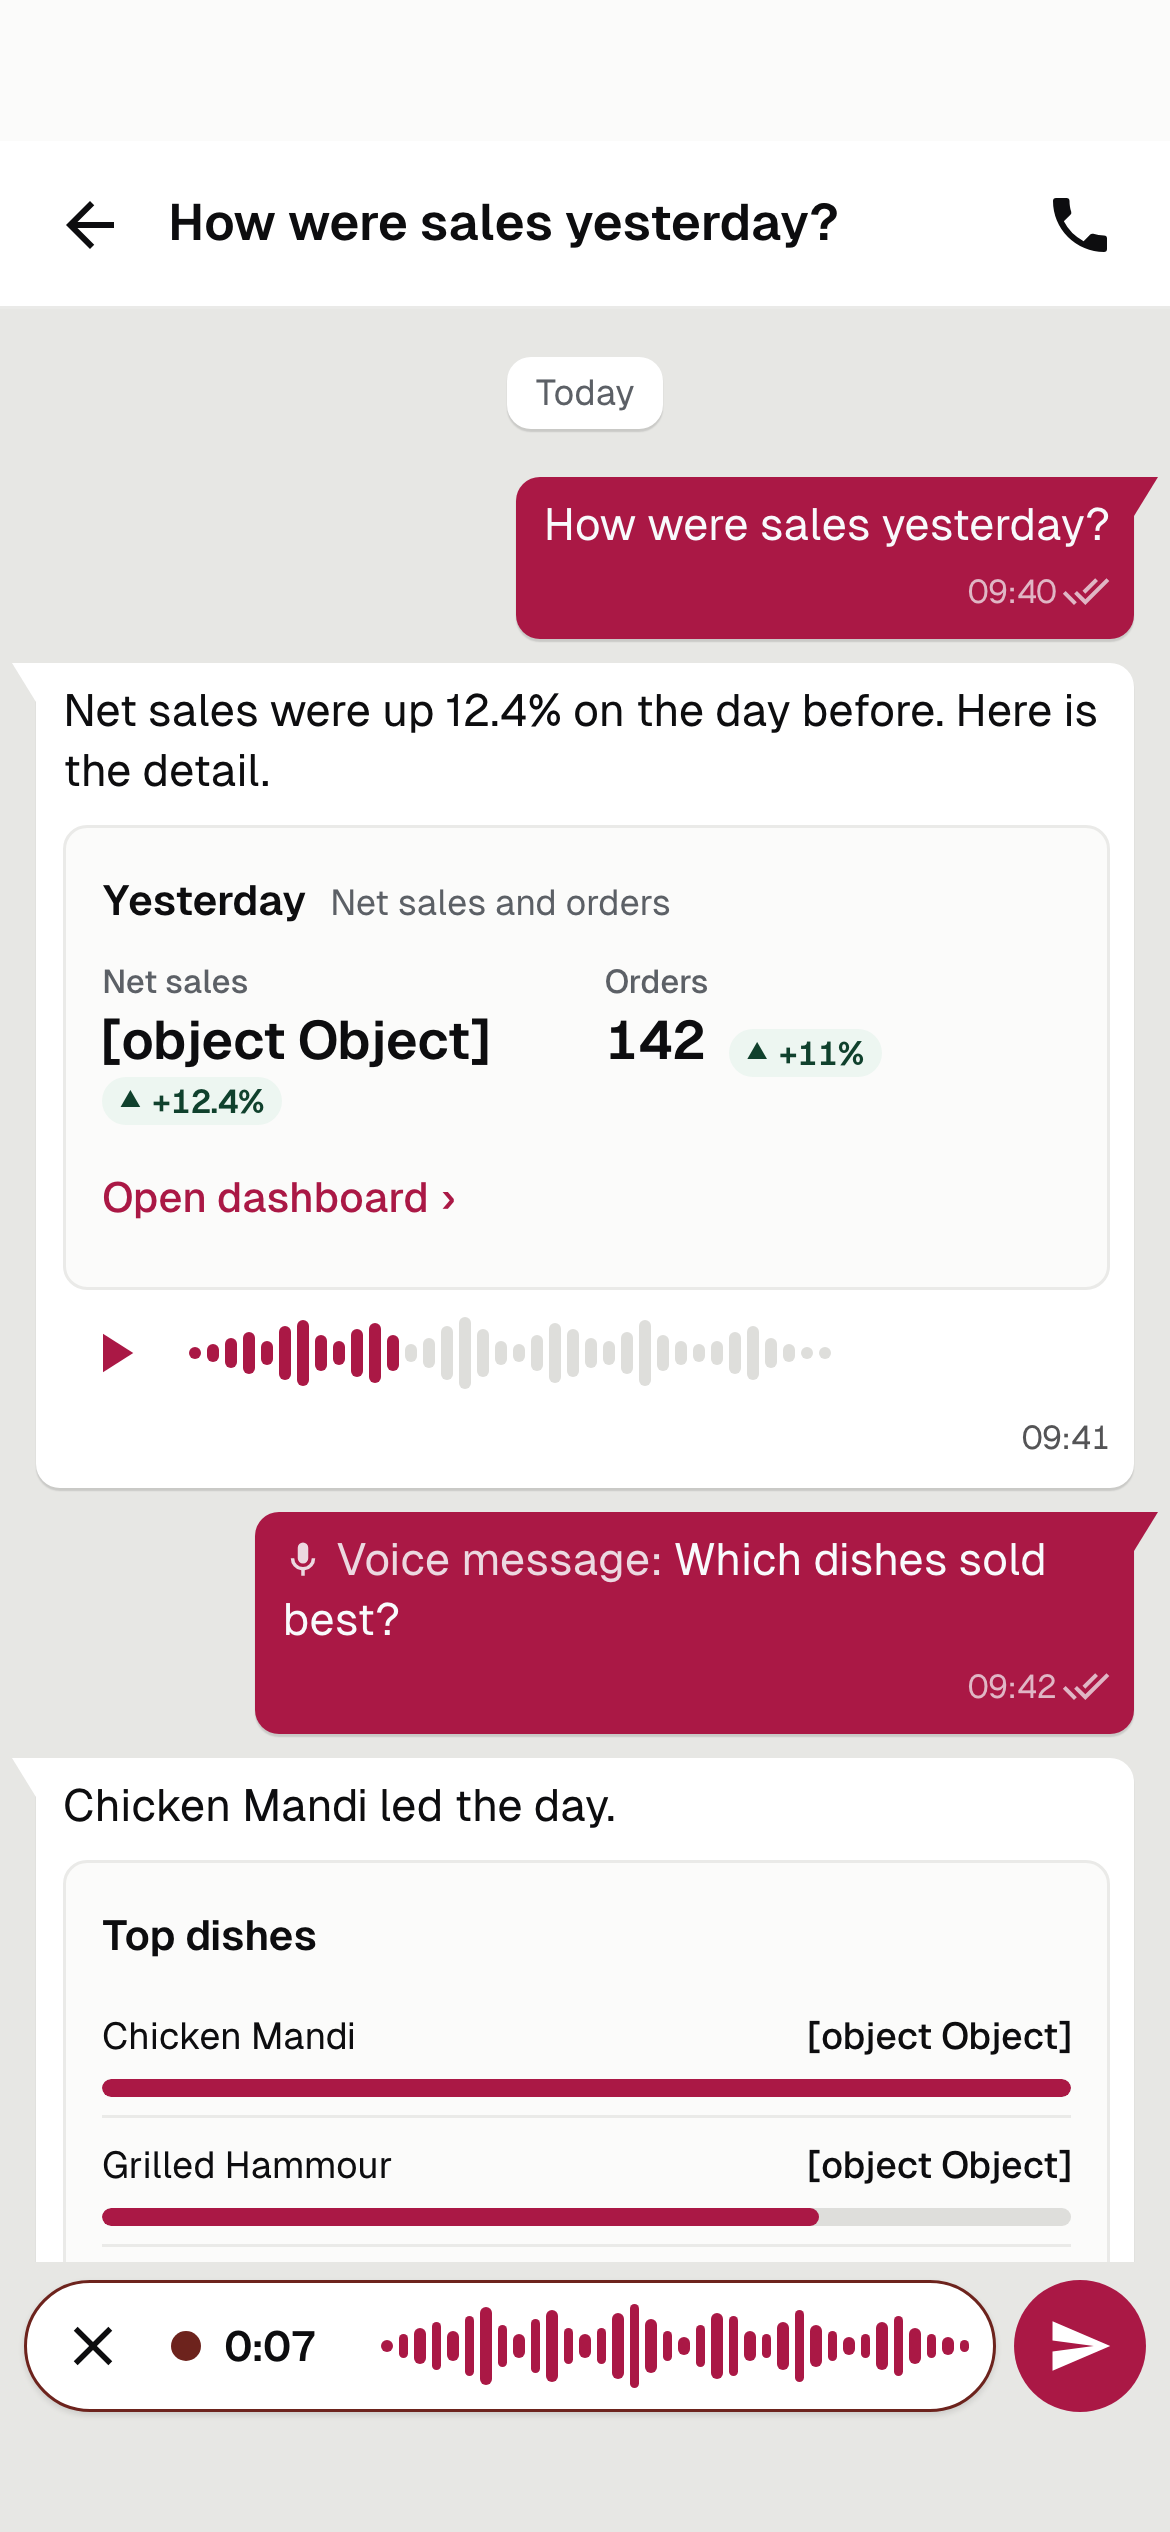 How were sales yesterday?
Today
How were sales yesterday?
09:40
Net sales were up 12.4% on the day before. Here is
the detail.
Yesterday Net sales and orders
Net sales
[object Object]
▲ +12.4%
Orders
142 ▲ +11%
Open dashboard ›
09:41
Voice message: Which dishes sold
best?
09:42
Chicken Mandi led the day.
Top dishes
Chicken Mandi [object Object]
Grilled Hammour [object Object]
0:07